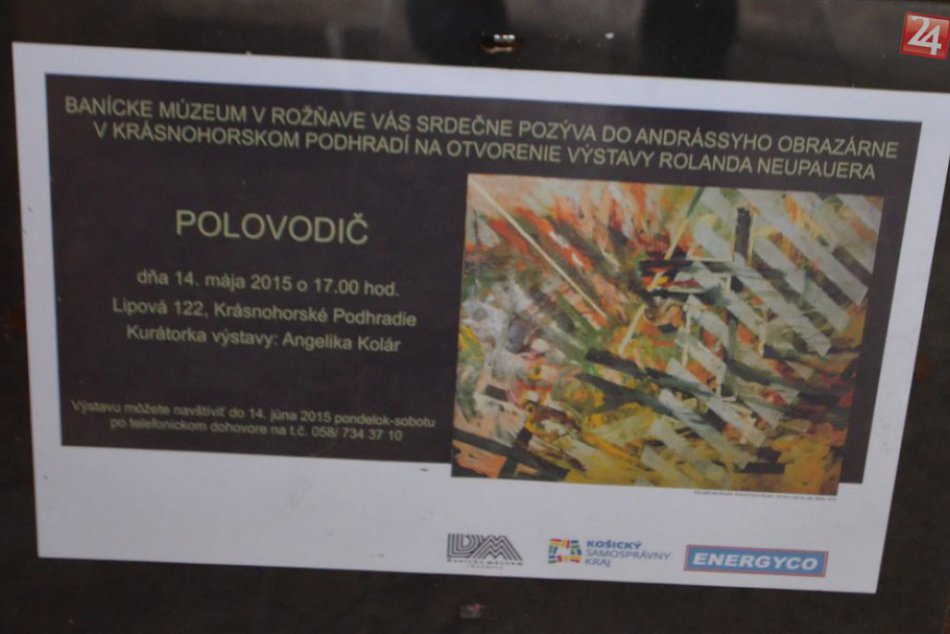 24
BANÍCKE MÚZEUM V ROŽŇAVE VÁS SRDEČNE POZÝVA DO ANDRÁSSYHO OBRAZÁRNE
V KRÁSNOHORSKOM PODHRADÍ NA OTVORENIE VÝSTAVY ROLANDA NEUPAUERA
POLOVODIČ
dňa 14. mája 2015 o 17.00 hod.
Lipová 122, Krásnohorské Podhradie
Kurátorka výstavy: Angelika Kolár
Výstavu môžete navštíviť do 14. júna 2015 pondelok-sobotu
po telefonickom dohovore na t.č. 058/ 734 37 10
KOŠICKÝ
SAMOSPRÁVNY
KRAJ
ENERGYCO